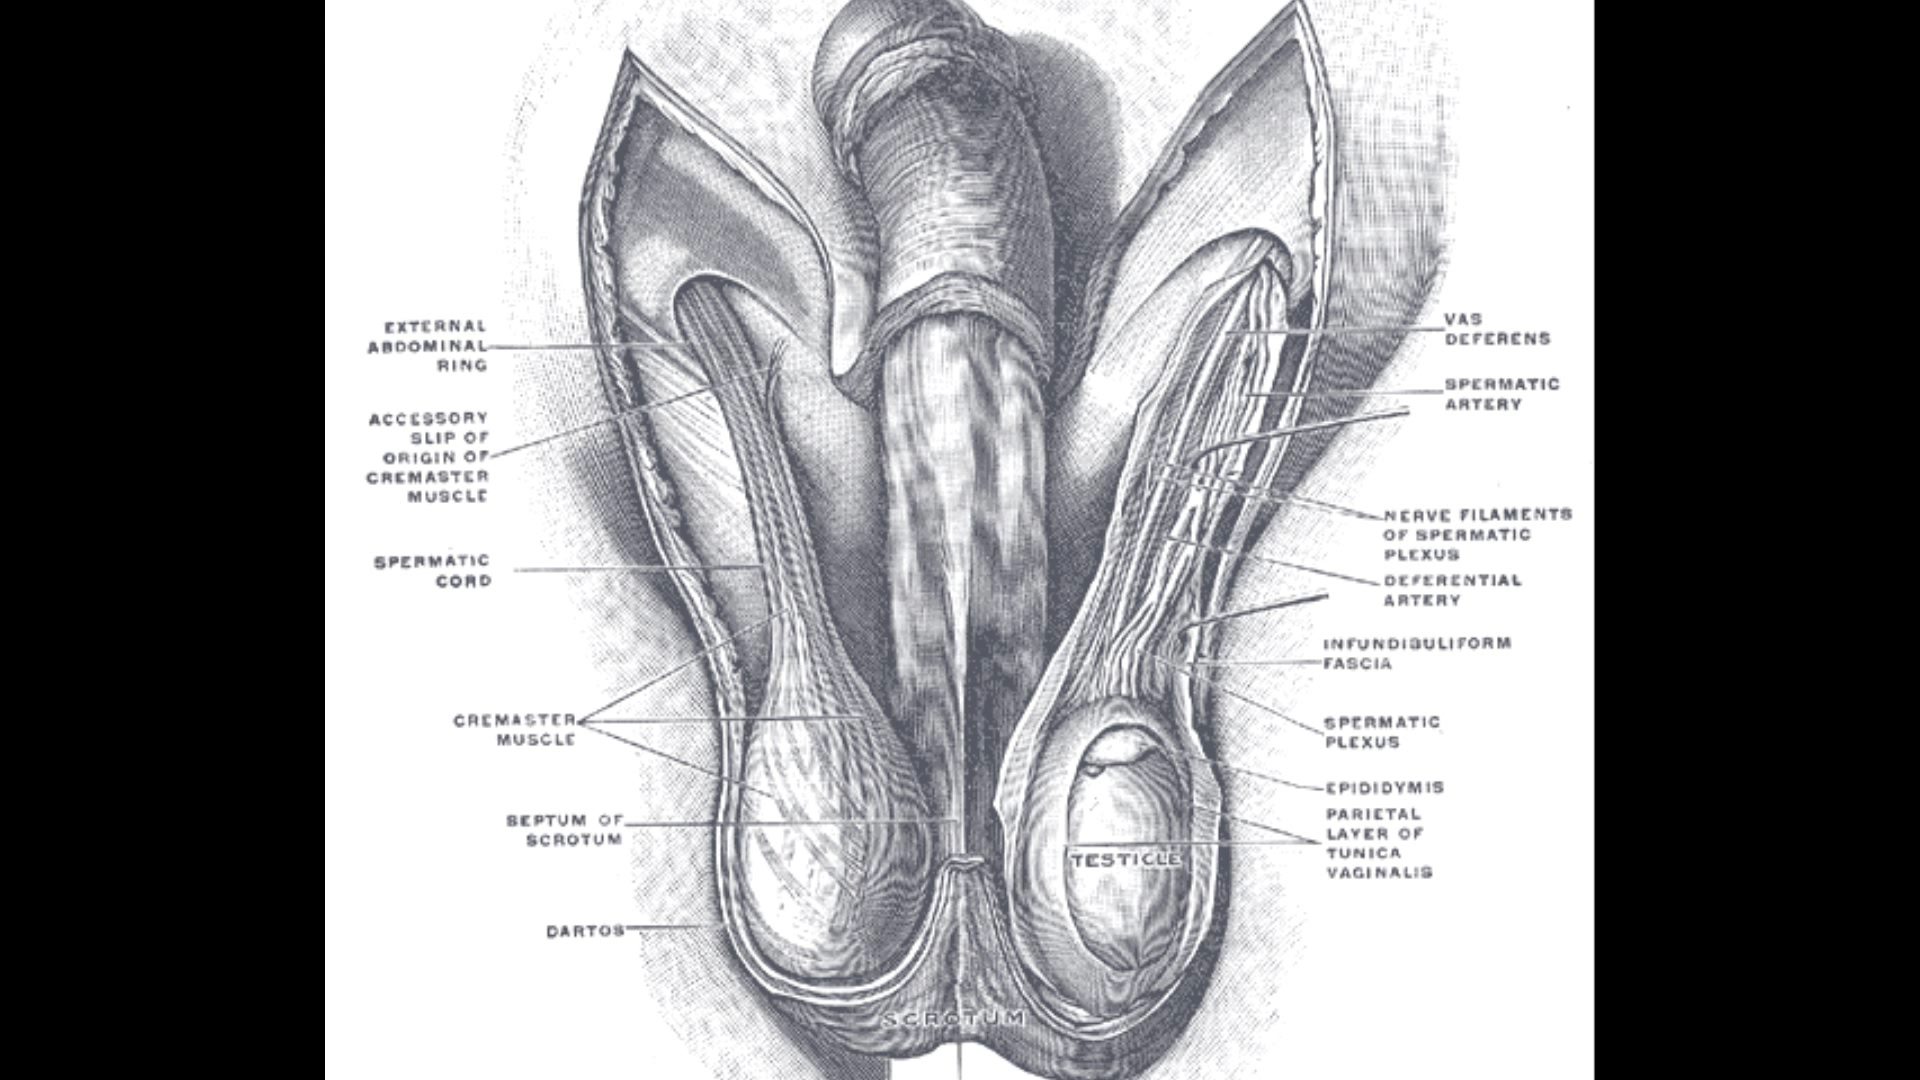 EXTERNAL
ABDOMINAL
RING
ACCESSORY
SLIP OF
ORIGIN OF
CREMASTER
MUSCLE
SPERMATIC
CORD
CREMASTER
MUSCLE
SEPTUM OF
SCROTUM
DARTOS
VAS
DEFERENS
SPERMATIC
ARTERY
NERVE FILAMENTS
OF SPERMATIC
PLEXUS
DEFERENTIAL
ARTERY
INFUNDIBULIFORM
FASCIA
SPERMATIC
PLEXUS
EPIDIDYMIS
PARIETAL
LAYER OF
TUNICA
VAGINALIS
TESTICLE
SCROTUM